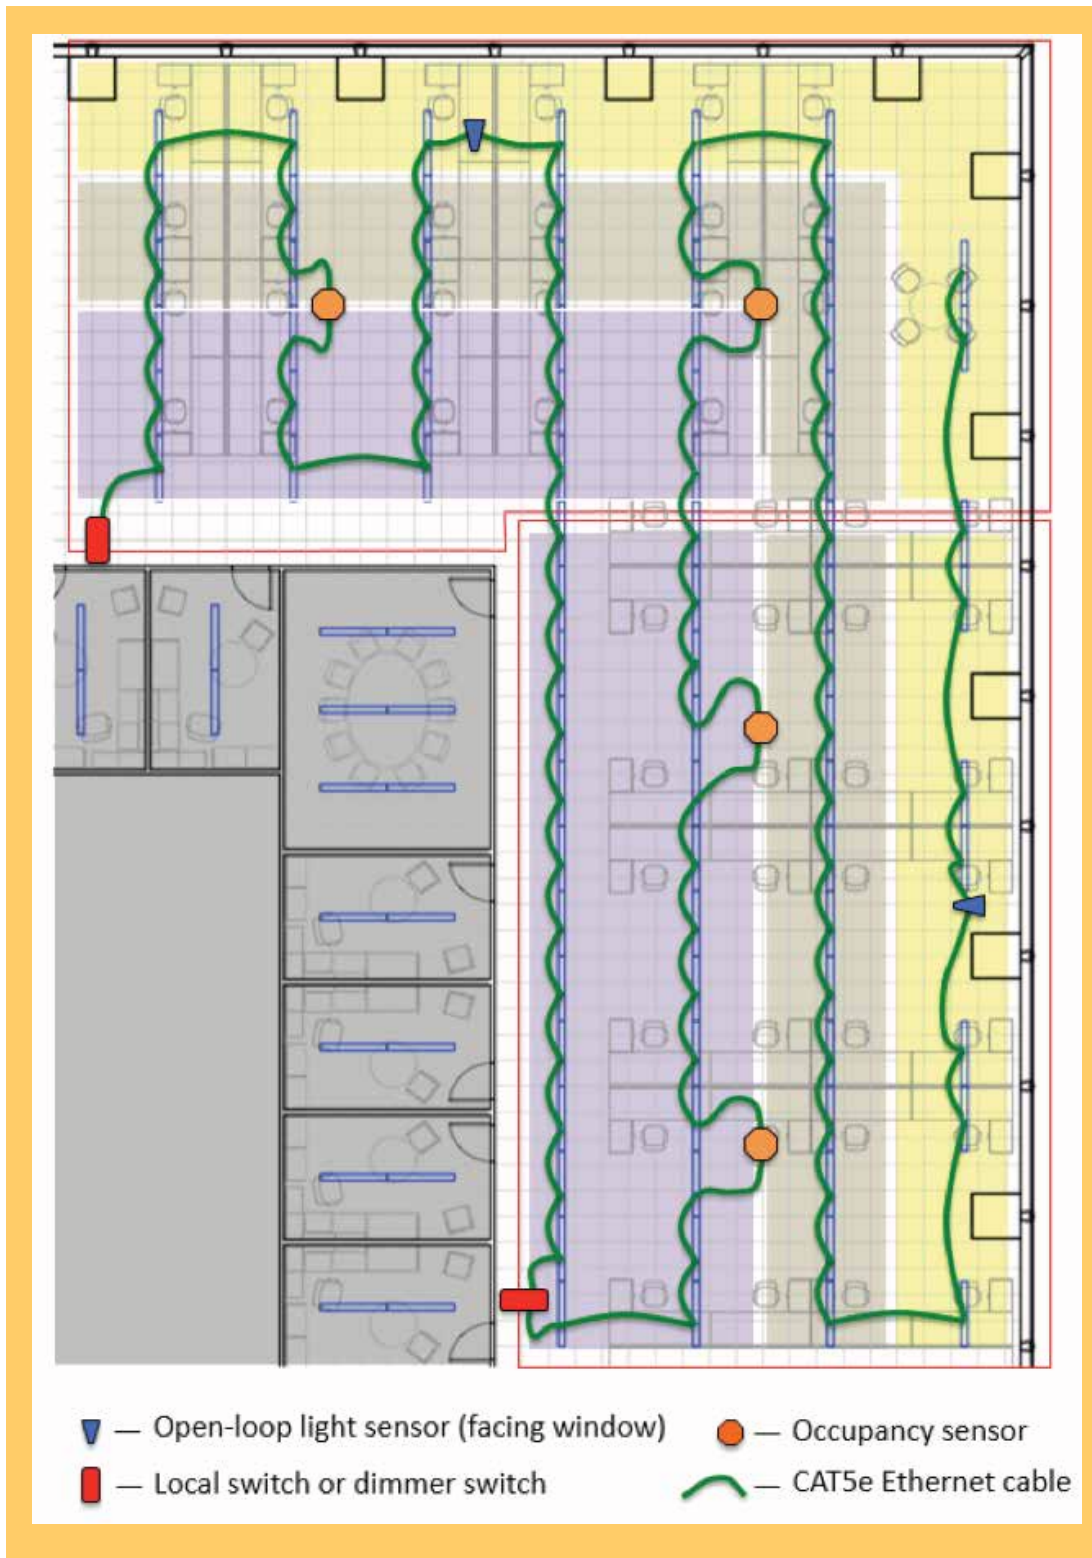 — Open-loop light sensor (facing window)
— Occupancy sensor
— Local switch or dimmer switch
— CAT5e Ethernet cable